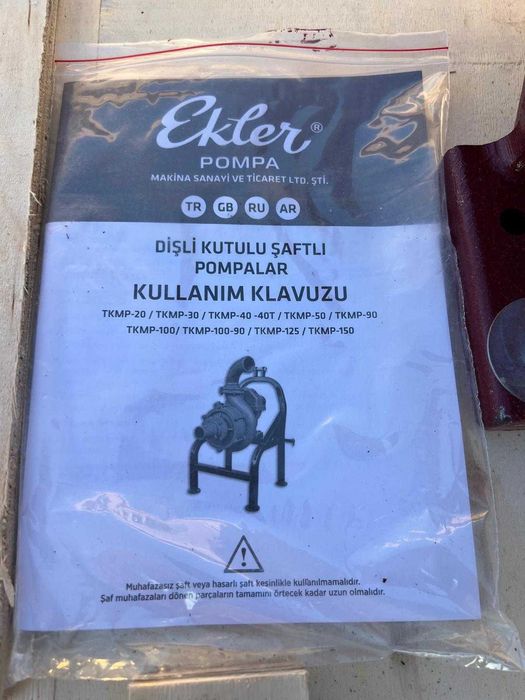 Ekler®
POMPA
MAKİNA SANAYİ VE TİCARET LTD. ŞTİ.
TR GB RU AR
DİŞLİ KUTULU ŞAFTLI
POMPALAR
KULLANIM KLAVUZU
TKMP-20 / TKMP-30 / TKMP-40 -40T / TKMP-50 / TKMP-90
TKMP-100/ TKMP-100-90 / TKMP-125 / TKMP-150
Muhafazasız şaft veya hasarlı şaft kesinlikle kullanılmamalıdır.
Şaf muhafazaları dönen parçaların tamamını örtecek kadar uzun olmalıdır.